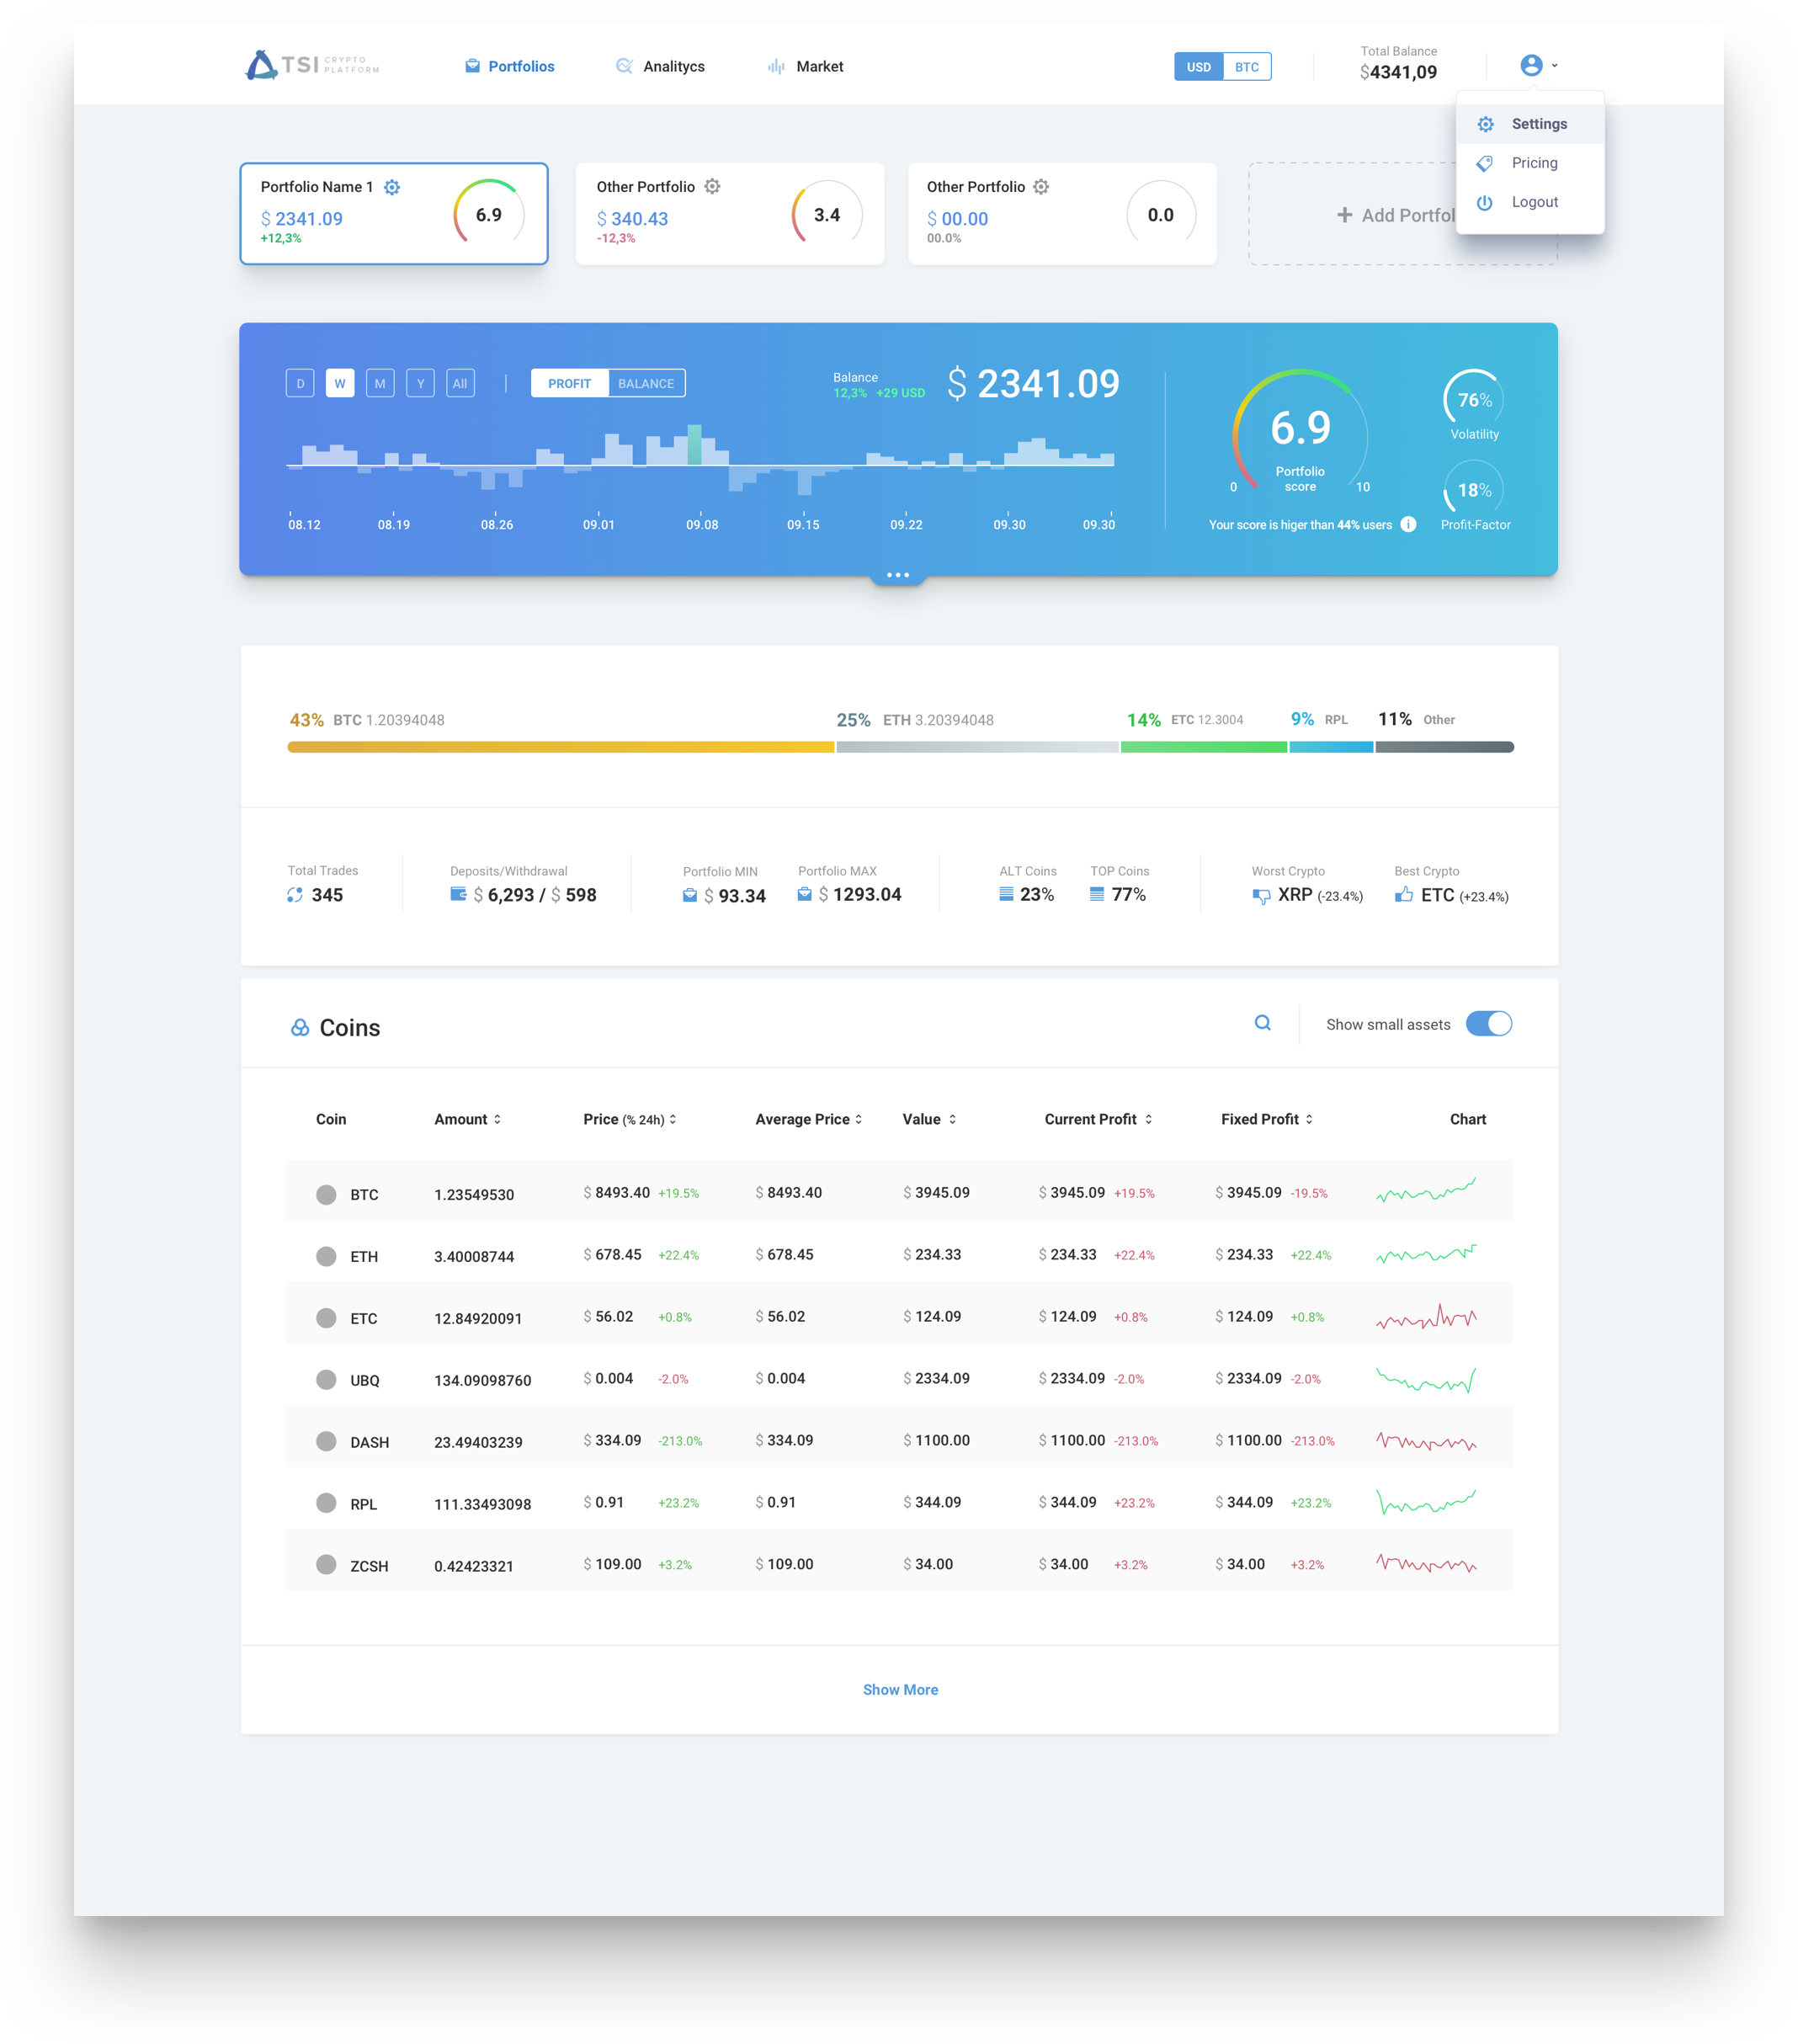 TSI CRYPTO PLATFORM
Portfolios Analitycs Market
USD BTC
Total Balance
$4341,09
Settings
Pricing
Logout
Portfolio Name 1
$ 2341.09
+12,3%
6.9
Other Portfolio
$ 340.43
-12,3%
3.4
Other Portfolio
$ 00.00
00.0%
0.0
+ Add Portfol
D W M Y All PROFIT BALANCE
Balance
12,3% +29 USD
$ 2341.09
08.12 08.19 08.26 09.01 09.08 09.15 09.22 09.30 09.30
6.9
Portfolio
score
0 10
Your score is higer than 44% users i
76%
Volatility
18%
Profit-Factor
43% BTC 1.20394048 25% ETH 3.20394048 14% ETC 12.3004 9% RPL 11% Other
Total Trades
345
Deposits/Withdrawal
$ 6,293 / $ 598
Portfolio MIN
$ 93.34
Portfolio MAX
$ 1293.04
ALT Coins
23%
TOP Coins
77%
Worst Crypto
XRP (-23.4%)
Best Crypto
ETC (+23.4%)
Coins Show small assets
Coin Amount Price (% 24h) Average Price Value Current Profit Fixed Profit Chart
BTC 1.23549530 $ 8493.40 +19.5% $ 8493.40 $ 3945.09 $ 3945.09 +19.5% $ 3945.09 -19.5%
ETH 3.40008744 $ 678.45 +22.4% $ 678.45 $ 234.33 $ 234.33 +22.4% $ 234.33 +22.4%
ETC 12.84920091 $ 56.02 +0.8% $ 56.02 $ 124.09 $ 124.09 +0.8% $ 124.09 +0.8%
UBQ 134.09098760 $ 0.004 -2.0% $ 0.004 $ 2334.09 $ 2334.09 -2.0% $ 2334.09 -2.0%
DASH 23.49403239 $ 334.09 -213.0% $ 334.09 $ 1100.00 $ 1100.00 -213.0% $ 1100.00 -213.0%
RPL 111.33493098 $ 0.91 +23.2% $ 0.91 $ 344.09 $ 344.09 +23.2% $ 344.09 +23.2%
ZCSH 0.42423321 $ 109.00 +3.2% $ 109.00 $ 34.00 $ 34.00 +3.2% $ 34.00 +3.2%
Show More